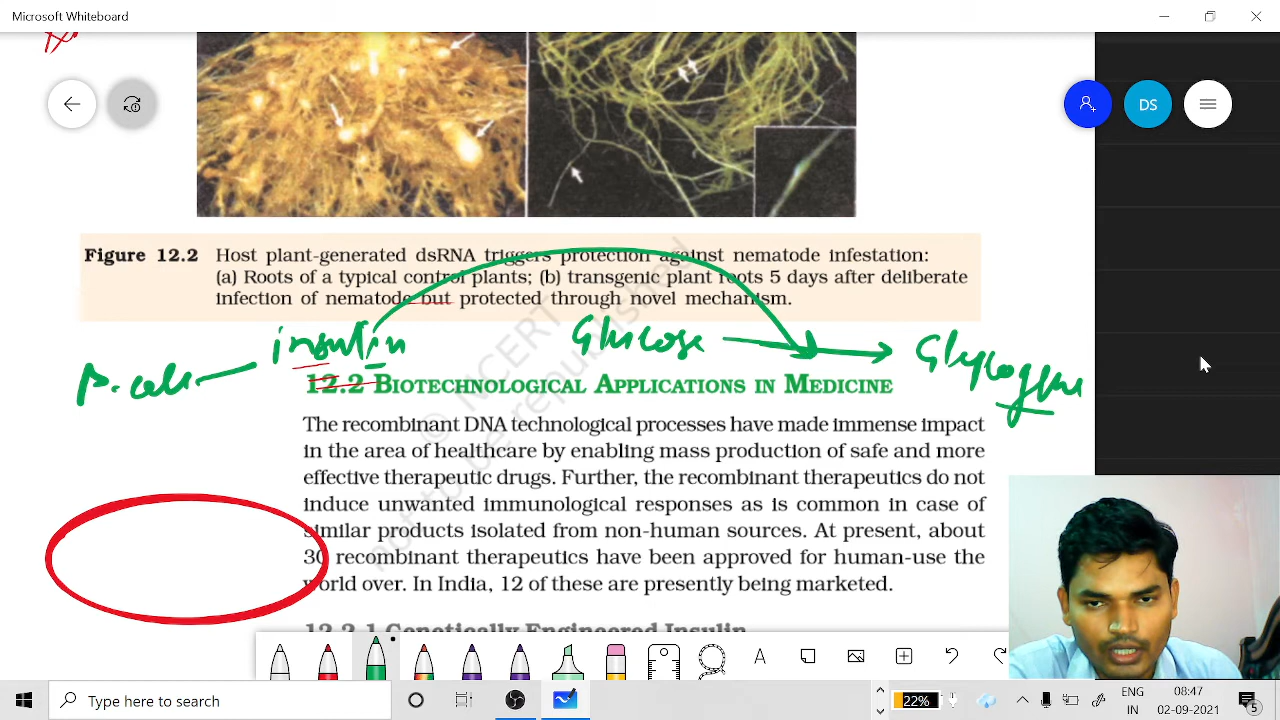 Microsoft Whiteboard
DS
Figure 12.2 Host plant-generated dsRNA triggers protection against nematode infestation:
(a) Roots of a typical control plants; (b) transgenic plant roots 5 days after deliberate
infection of nematode but protected through novel mechanism.
insulin Glucose
12.2 BIOTECHNOLOGICAL APPLICATIONS IN MEDICINE
The recombinant DNA technological processes have made immense impact
in the area of healthcare by enabling mass production of safe and more
effective therapeutic drugs. Further, the recombinant therapeutics do not
induce unwanted immunological responses as is common in case of
similar products isolated from non-human sources. At present, about
30 recombinant therapeutics have been approved for human-use the
world over. In India, 12 of these are presently being marketed.
12.2.1 Genetically Engineered Insulin
© NCERT
not to be republished
Type here to search
22%
ENG
IN
08:47
02-09-2021
5